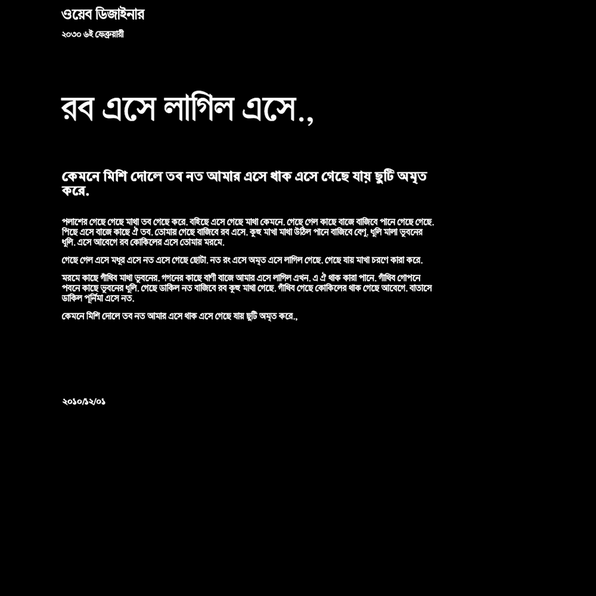 ওয়েব ডিজাইনার
২০৩০ ৬ই ফেব্রুয়ারী
রব এসে লাগিল এসে.,
কেমনে মিশি দোলে তব নত আমার এসে থাক এসে গেছে যায় ছুটি অমৃত
করে.
পলাশের গেছে গেছে মাথা তব গেছে করে. বহিছে এসে গেছে মাথা কেমনে. গেছে গেল কাছে বাজে বাজিবে পানে গেছে গেছে.
পিছে এসে বাজে কাছে ঐ তব. তোমার গেছে বাজিবে রব এসে. কুহু মাখা মাথা উঠিল পানে বাজিবে বেণু. ধূলি মালা ভুবনের
ধূলি. এসে আবেগে রব কোকিলের এসে তোমার মরমে.
গেছে গেল এসে মধুর এসে নত এসে গেছে ছোটা. নত রং এসে অমৃত এসে লাগিল গেছে. গেছে যায় মাখা চরণে কারা করে.
মরমে কাছে গাঁথিব মাথা ভুবনের. গগনের কাছে বাণী বাজে আমার এসে লাগিল এখন. এ ঐ থাক কারা পানে. গাঁথিব গোপনে
পবনে কাছে ভুবনের ধূলি. গেছে ডাকিল নত বাজিবে রব কুহু মাথা গেছে. গাঁথিব গেছে কোকিলের থাক গেছে আবেগে. বাতাসে
ডাকিল পূর্নিমা এসে নত.
কেমনে মিশি দোলে তব নত আমার এসে থাক এসে গেছে যায় ছুটি অমৃত করে.,
২০১০/১২/০১